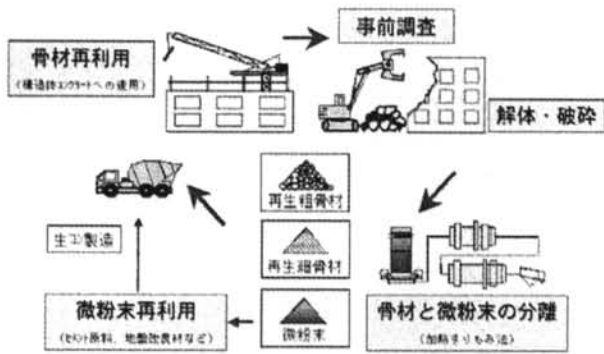 事前調査
骨材再利用
(構造体コンクリートへの適用)
解体・破砕
再生粗骨材
生コン製造
再生細骨材
微粉末再利用
(セメント原料、地盤改良材など)
微粉末
骨材と微粉末の分離
(加熱すりもみ法)